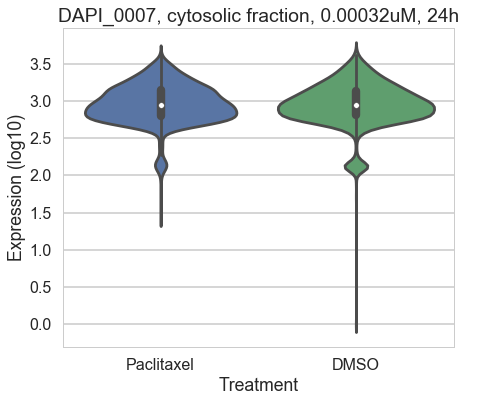 DAPI_0007, cytosolic fraction, 0.00032uM, 24h
Expression (log10)
3.5
3.0
2.5
2.0
1.5
1.0
0.5
0.0
Paclitaxel DMSO
Treatment